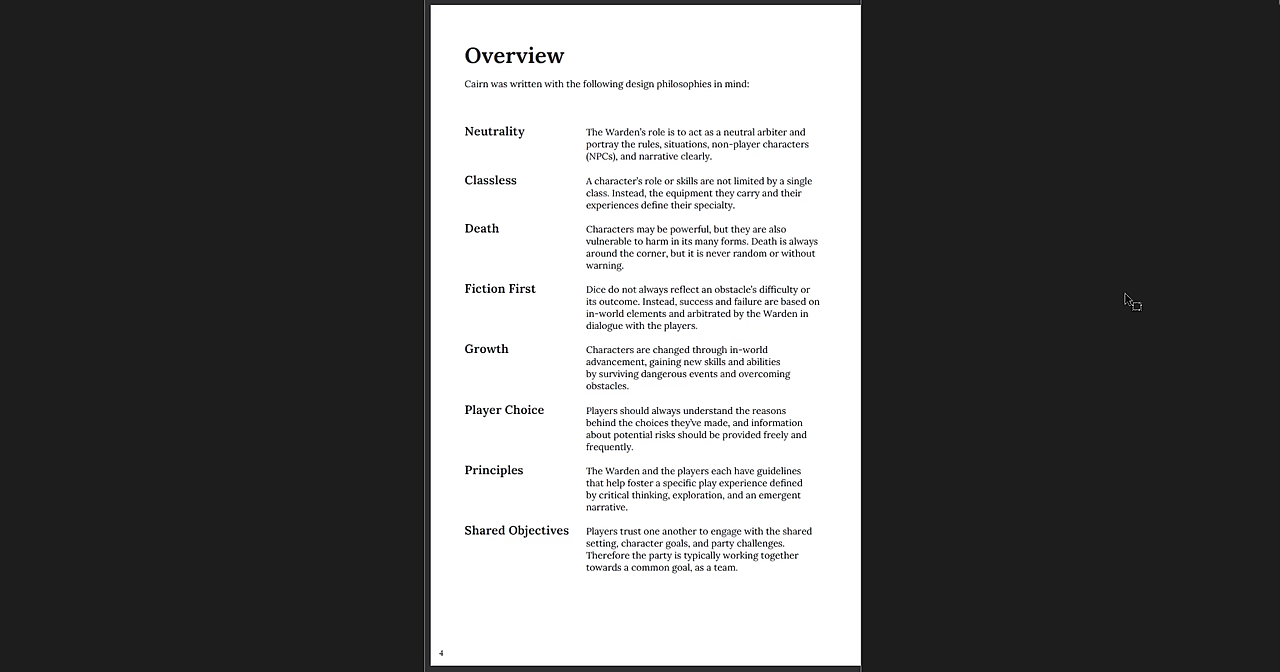 Overview
Cairn was written with the following design philosophies in mind:
Neutrality
The Warden's role is to act as a neutral arbiter and
portray the rules, situations, non-player characters
(NPCs), and narrative clearly.
Classless
A character's role or skills are not limited by a single
class. Instead, the equipment they carry and their
experiences define their specialty.
Death
Characters may be powerful, but they are also
vulnerable to harm in its many forms. Death is always
around the corner, but it is never random or without
warning.
Fiction First
Dice do not always reflect an obstacle's difficulty or
its outcome. Instead, success and failure are based on
in-world elements and arbitrated by the Warden in
dialogue with the players.
Growth
Characters are changed through in-world
advancement, gaining new skills and abilities
by surviving dangerous events and overcoming
obstacles.
Player Choice
Players should always understand the reasons
behind the choices they've made, and information
about potential risks should be provided freely and
frequently.
Principles
The Warden and the players each have guidelines
that help foster a specific play experience defined
by critical thinking, exploration, and an emergent
narrative.
Shared Objectives
Players trust one another to engage with the shared
setting, character goals, and party challenges.
Therefore the party is typically working together
towards a common goal, as a team.
4